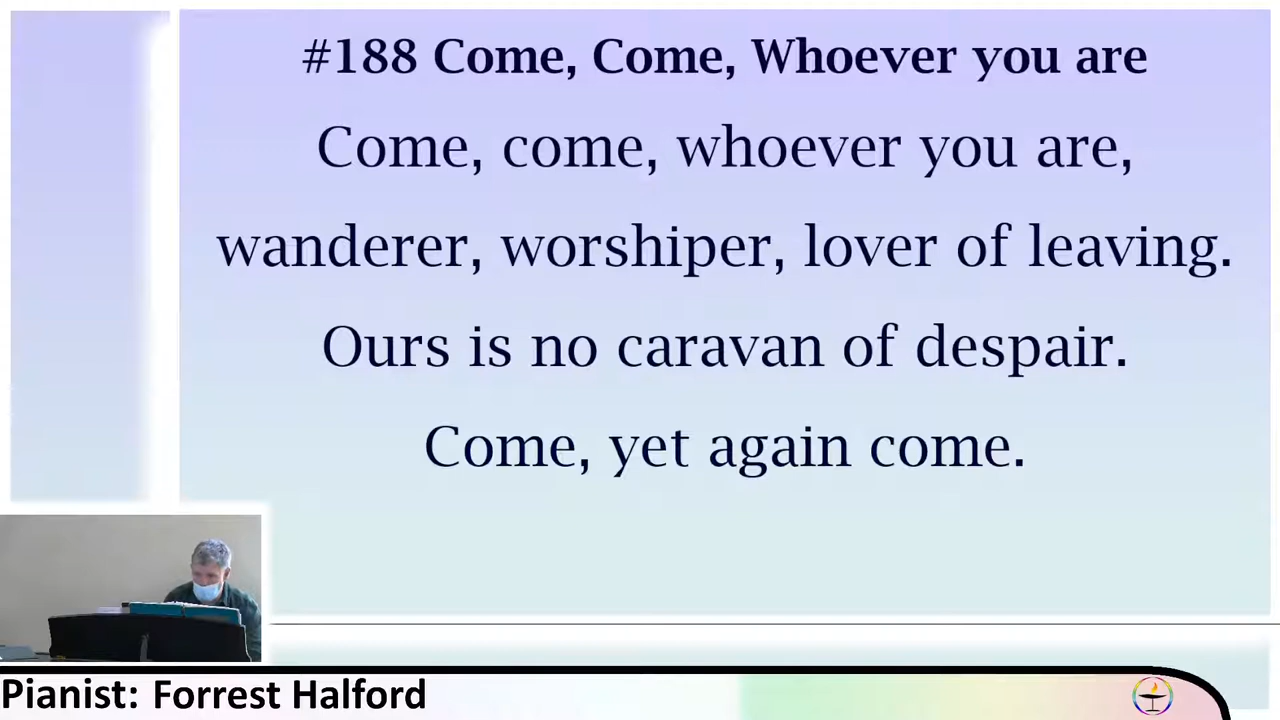 #188 Come, Come, Whoever you are
Come, come, whoever you are,
wanderer, worshiper, lover of leaving.
Ours is no caravan of despair.
Come, yet again come.
Pianist: Forrest Halford